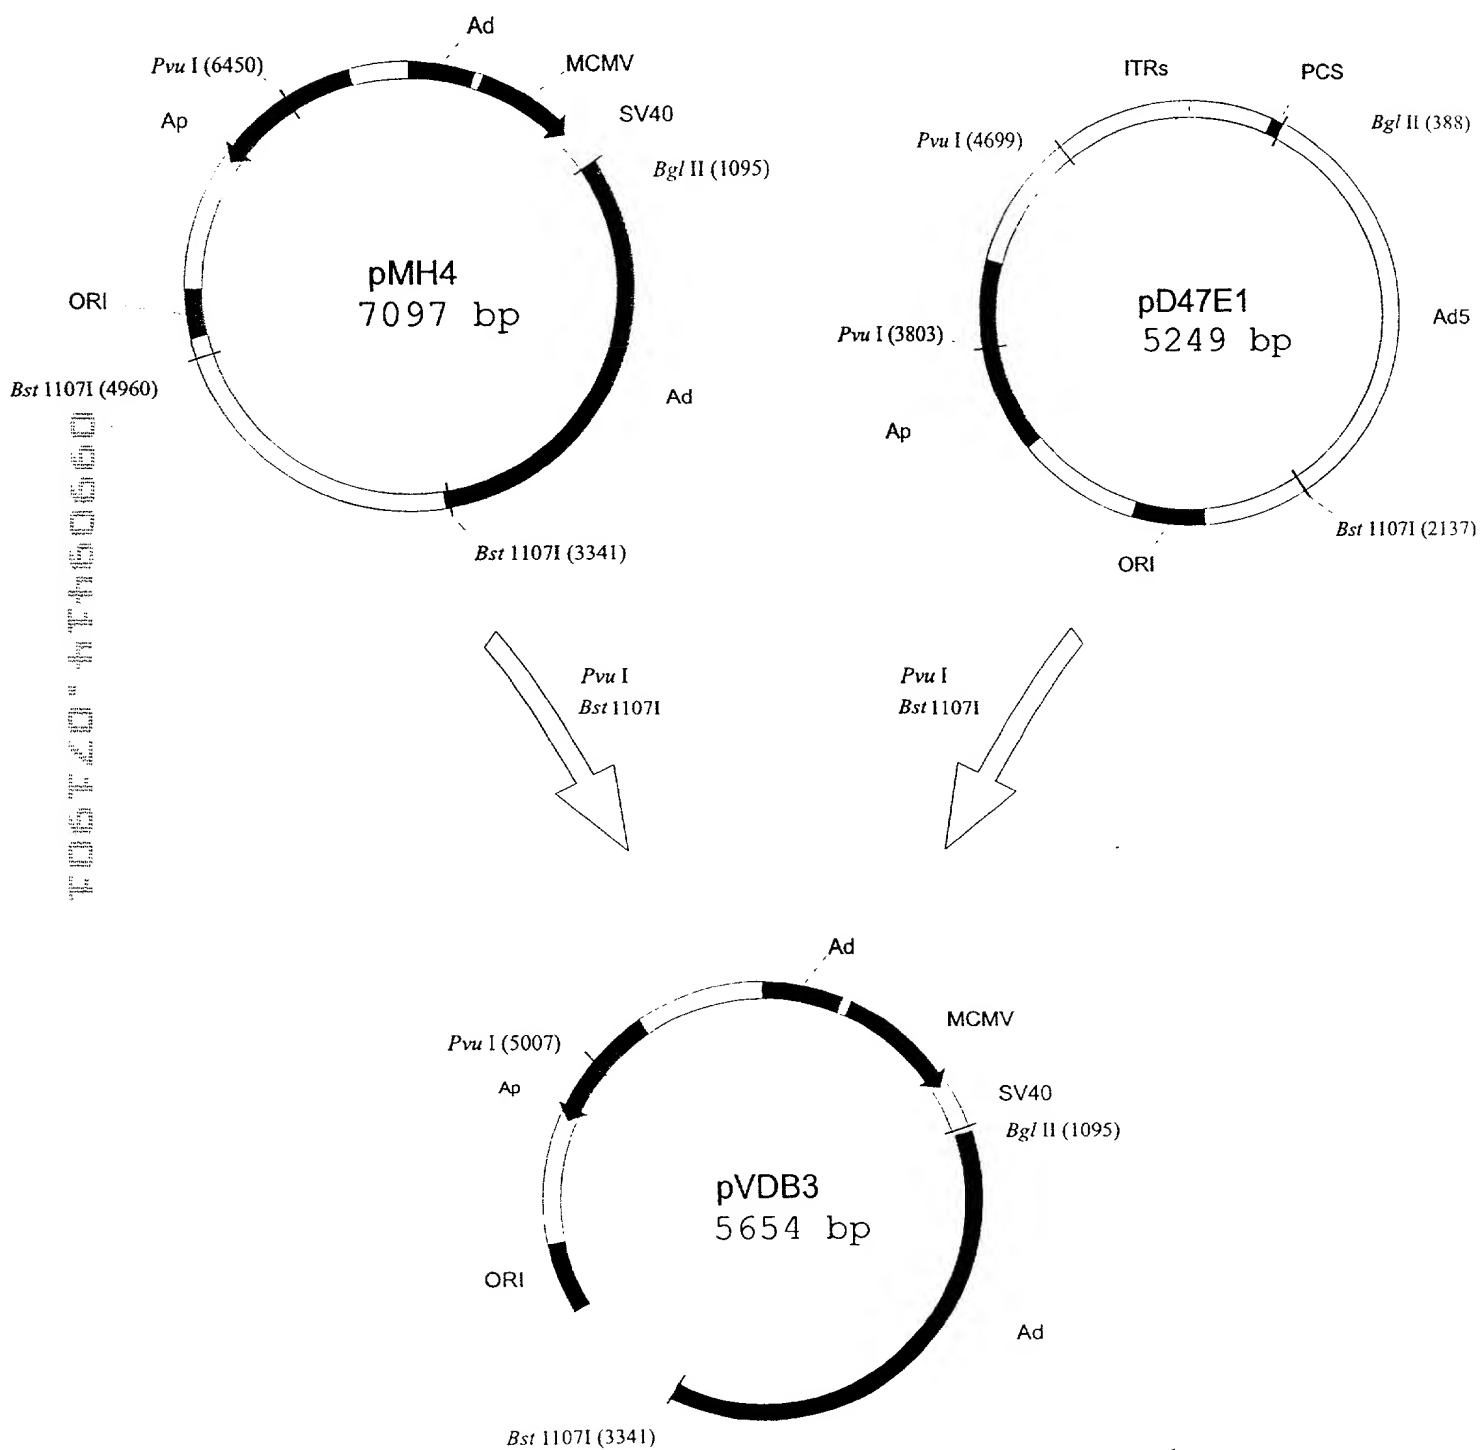 Ad
MCMV
SV40
Pvu I (6450)
Ap
Bgl II (1095)
pMH4
7097 bp
ORI
Bst 1107I (4960)
Ad
Bst 1107I (3341)
ITRs
PCS
Bgl II (388)
Pvu I (4699)
pD47E1
5249 bp
Ad5
Pvu I (3803)
Ap
Bst 1107I (2137)
ORI
Pvu I
Bst 1107I
Pvu I
Bst 1107I
Ad
MCMV
Pvu I (5007)
Ap
SV40
Bgl II (1095)
pVDB3
5654 bp
ORI
Ad
Bst 1107I (3341)